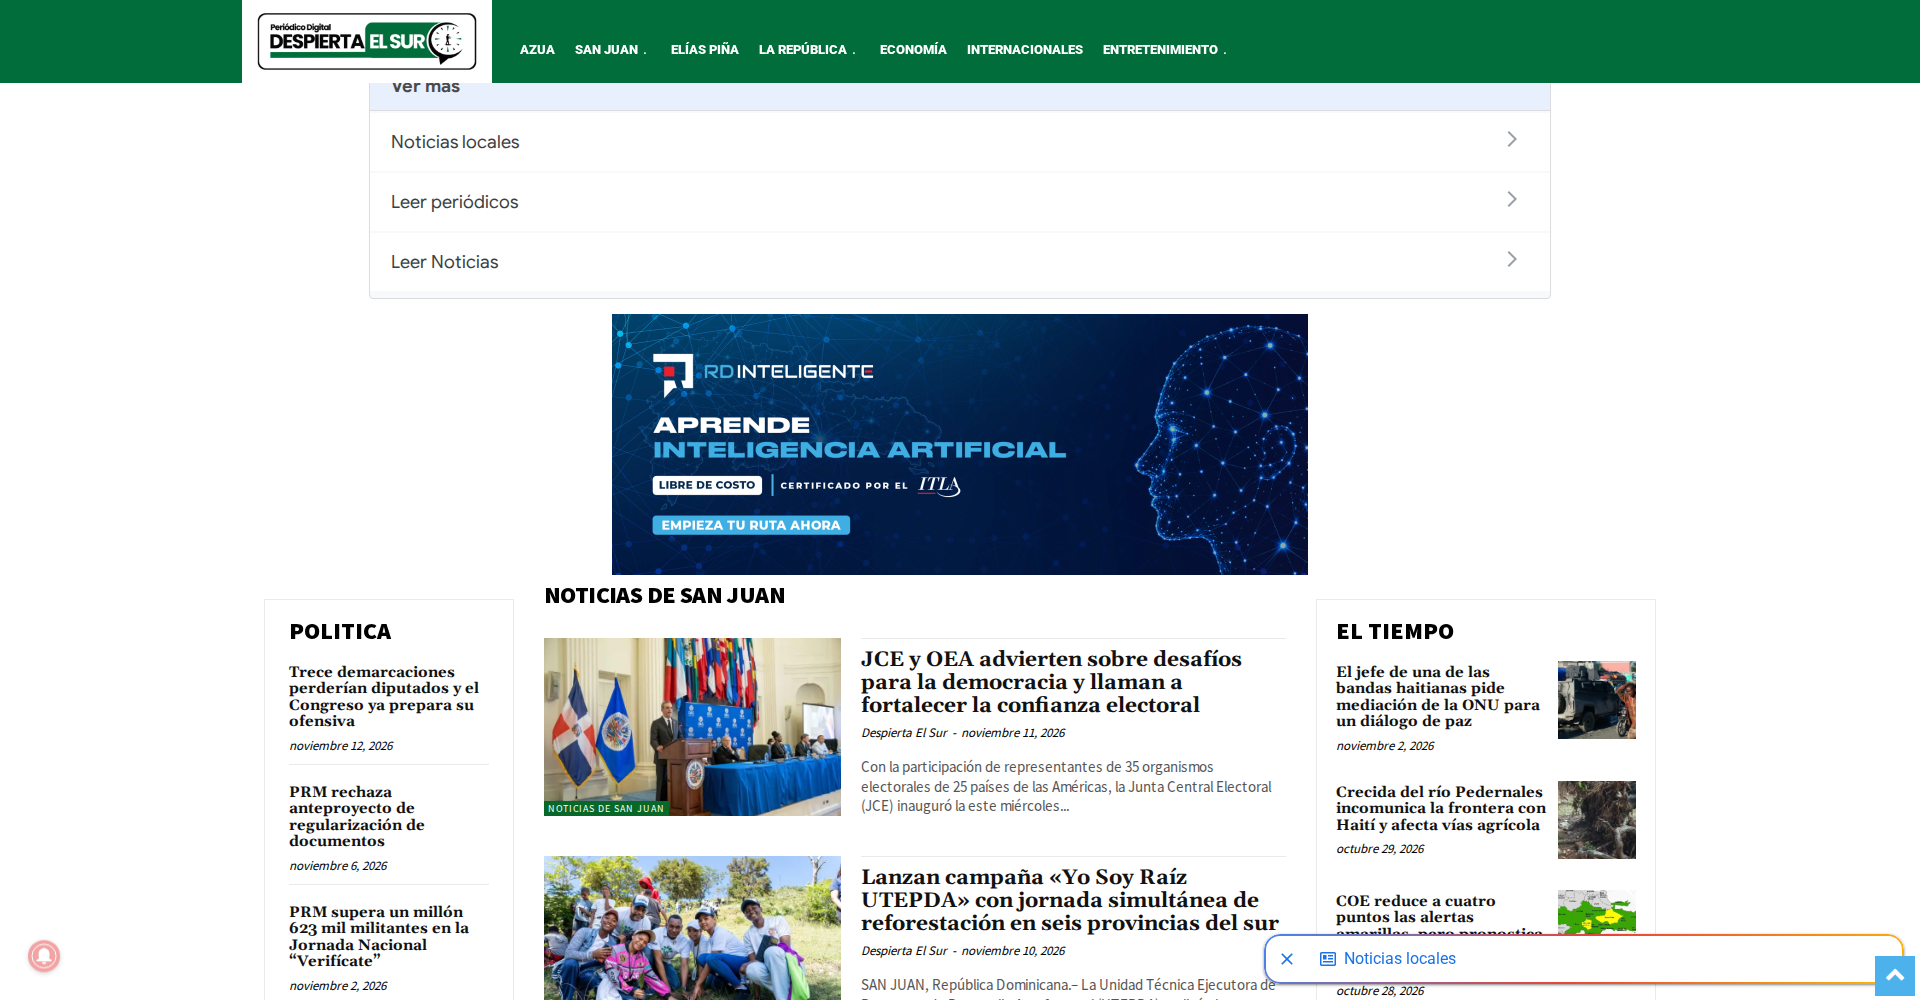 Periódico Digital
DESPIERTA EL SUR
AZUA
SAN JUAN
ELÍAS PIÑA
LA REPÚBLICA
ECONOMÍA
INTERNACIONALES
ENTRETENIMIENTO
Ver más
Noticias locales
Leer periódicos
Leer Noticias
RD INTELIGENTE
APRENDE
INTELIGENCIA ARTIFICIAL
LIBRE DE COSTO
CERTIFICADO POR EL ITLA
EMPIEZA TU RUTA AHORA
POLITICA
Trece demarcaciones
perderían diputados y el
Congreso ya prepara su
ofensiva
noviembre 12, 2026
PRM rechaza
anteproyecto de
regularización de
documentos
noviembre 6, 2026
PRM supera un millón
623 mil militantes en la
Jornada Nacional
“Verifícate”
noviembre 2, 2026
NOTICIAS DE SAN JUAN
NOTICIAS DE SAN JUAN
JCE y OEA advierten sobre desafíos
para la democracia y llaman a
fortalecer la confianza electoral
Despierta El Sur - noviembre 11, 2026
Con la participación de representantes de 35 organismos
electorales de 25 países de las Américas, la Junta Central Electoral
(JCE) inauguró la este miércoles...
Lanzan campaña «Yo Soy Raíz
UTEPDA» con jornada simultánea de
reforestación en seis provincias del sur
Despierta El Sur - noviembre 10, 2026
SAN JUAN, República Dominicana.– La Unidad Técnica Ejecutora de
EL TIEMPO
El jefe de una de las
bandas haitianas pide
mediación de la ONU para
un diálogo de paz
noviembre 2, 2026
Crecida del río Pedernales
incomunica la frontera con
Haití y afecta vías agrícola
octubre 29, 2026
COE reduce a cuatro
puntos las alertas
amarillas, pero pronostica
octubre 28, 2026
Noticias locales